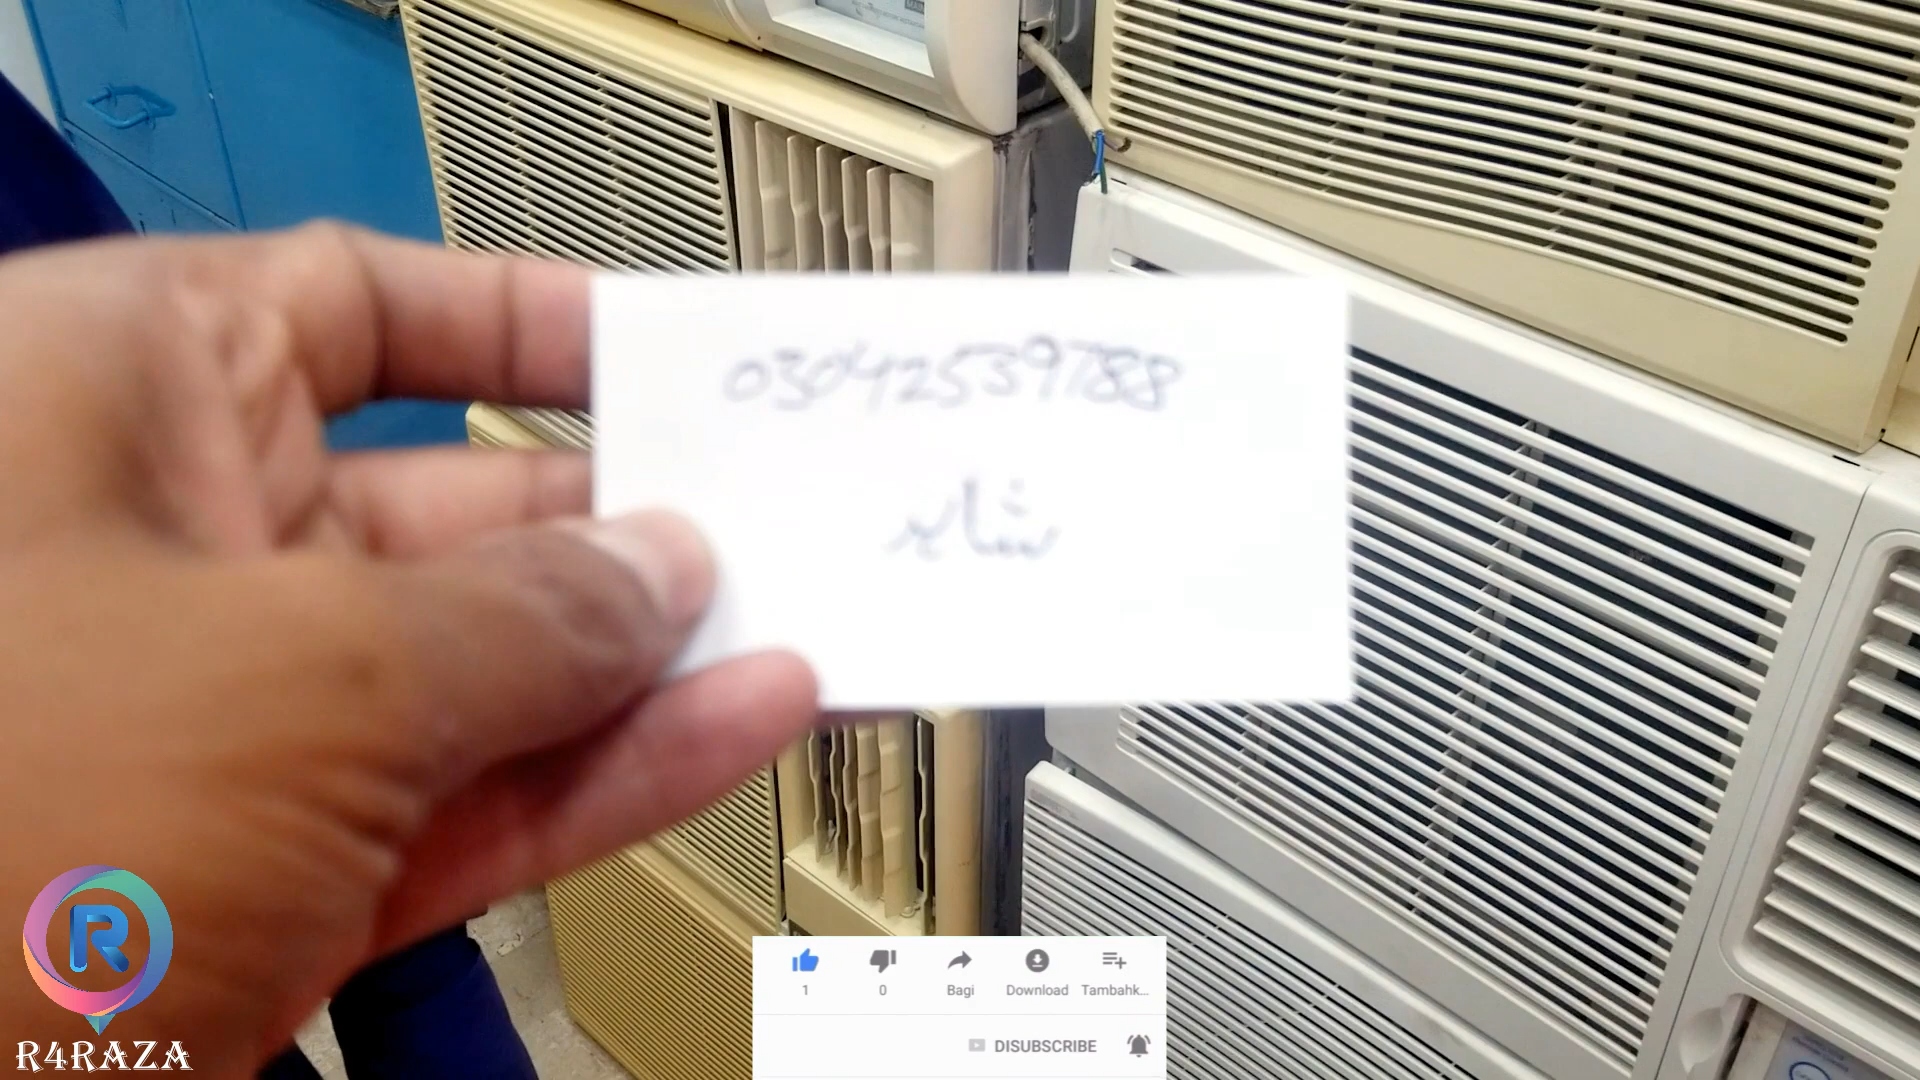 03042539788
شاہد
R4RAZA
1
0
Bagi
Download
Tambahk...
DISUBSCRIBE